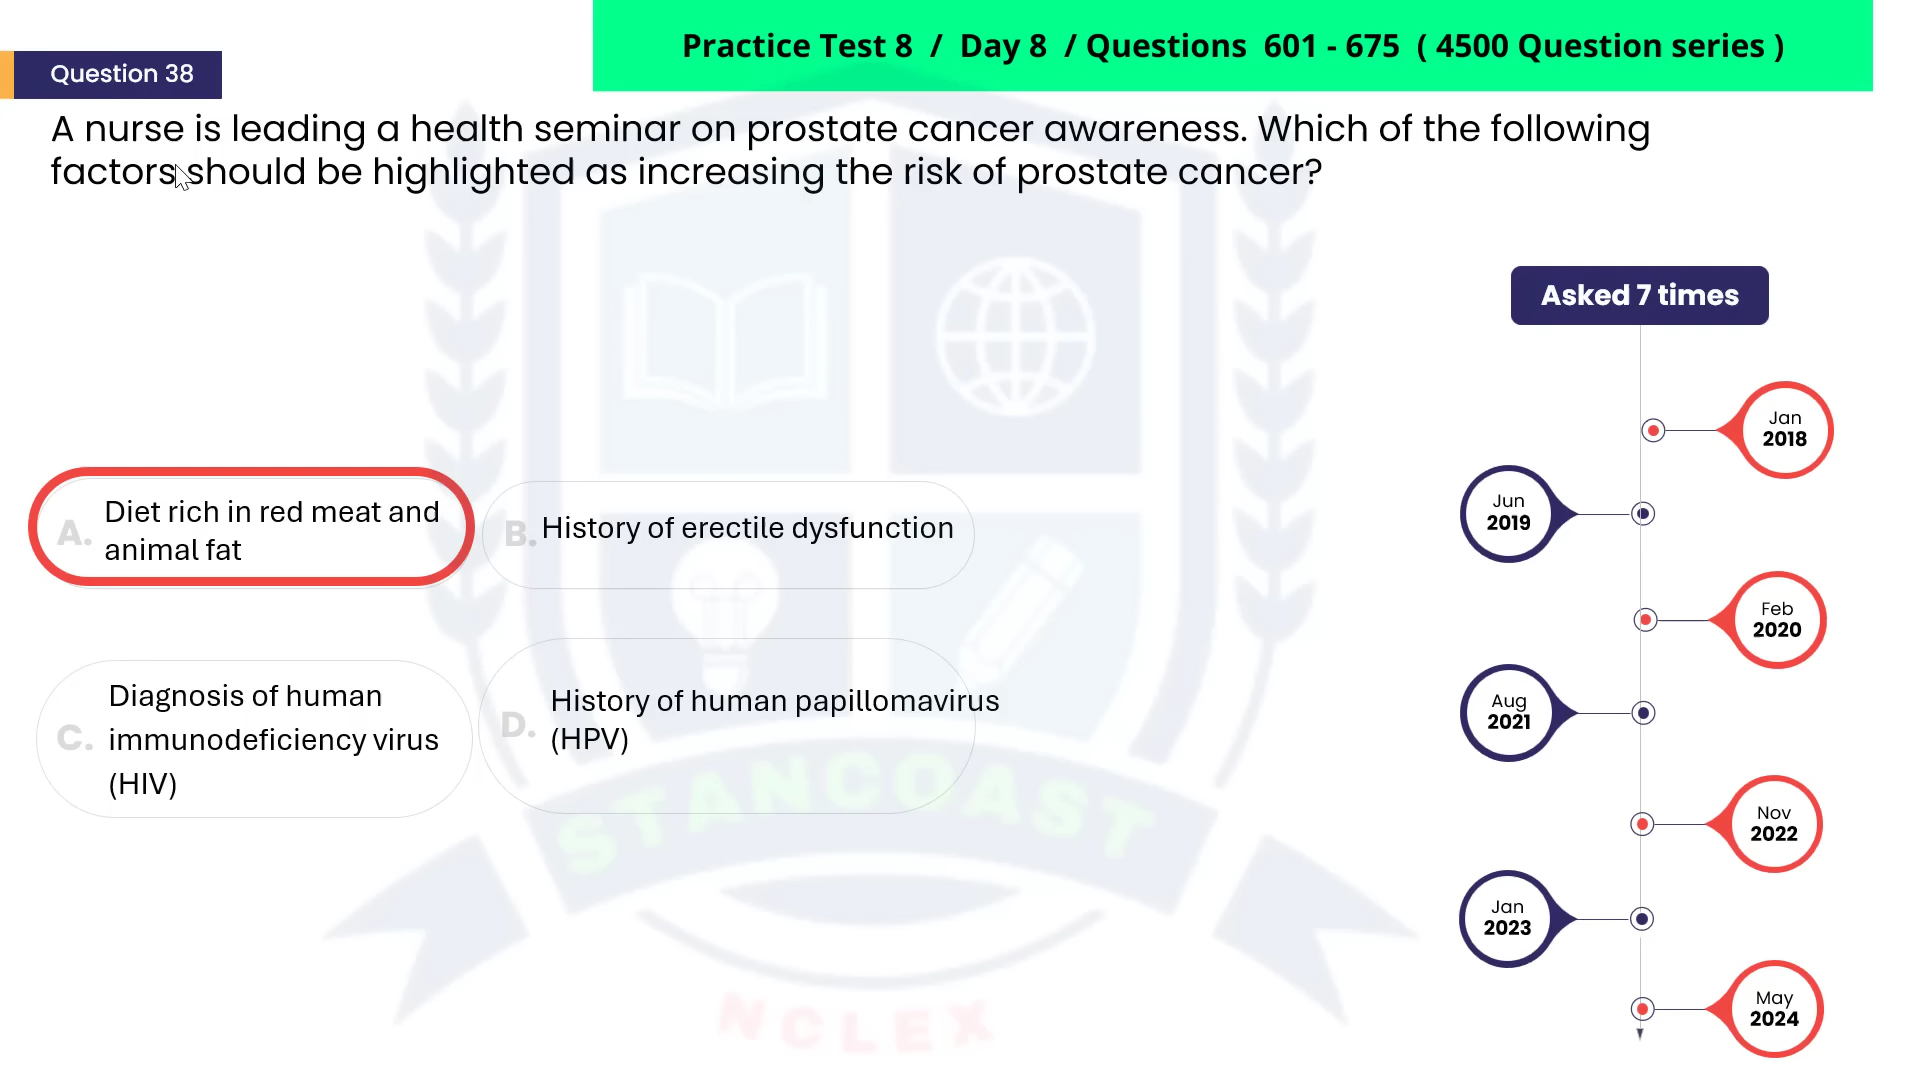 Practice Test 8 / Day 8 / Questions 601 - 675 ( 4500 Question series )
Question 38
A nurse is leading a health seminar on prostate cancer awareness. Which of the following
factors should be highlighted as increasing the risk of prostate cancer?
Asked 7 times
Jan
2018
Jun
2019
Feb
2020
Aug
2021
Nov
2022
Jan
2023
May
2024
A. Diet rich in red meat and
animal fat
B. History of erectile dysfunction
C. Diagnosis of human
immunodeficiency virus
(HIV)
D. History of human papillomavirus
(HPV)
STANCOAST
NCLEX